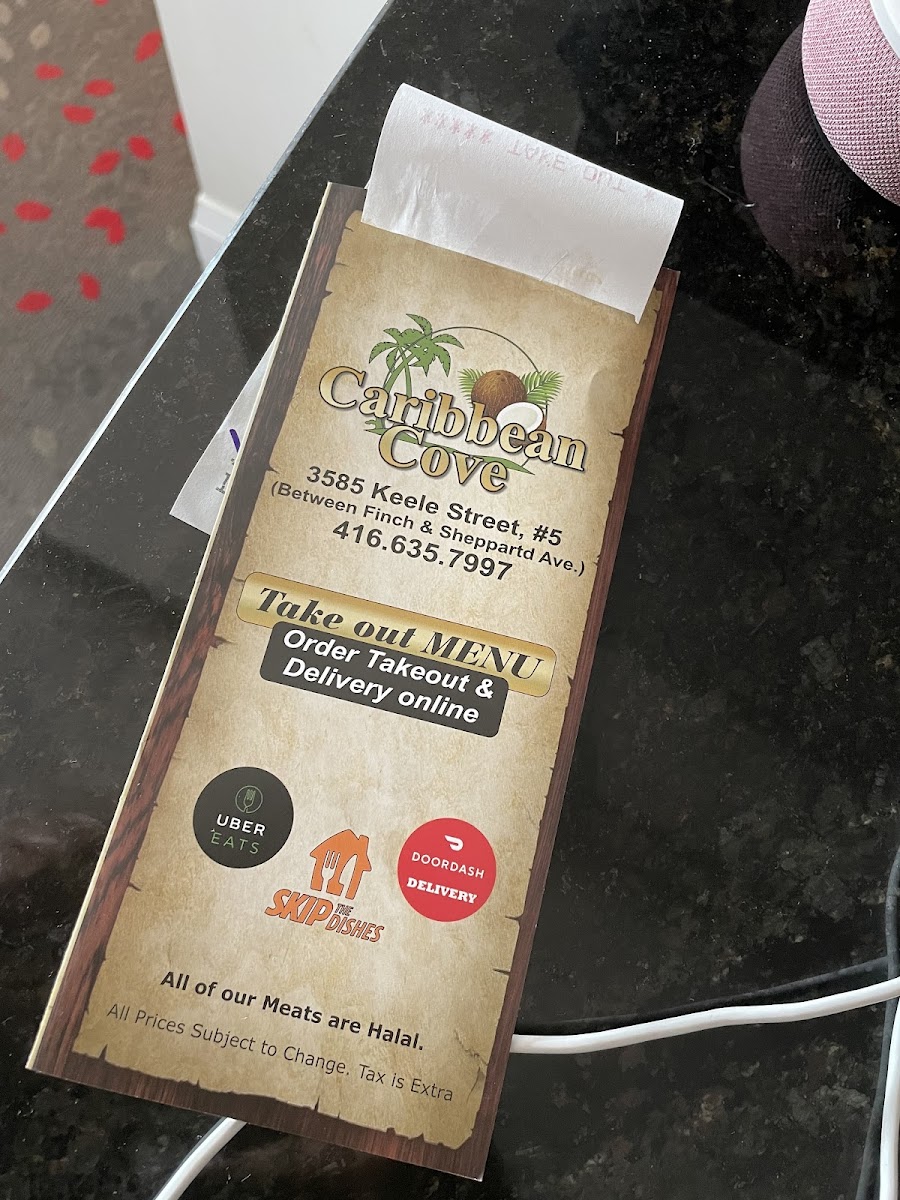 ***** TAKE OUT
Caribbean
Cove
3585 Keele Street, #5
(Between Finch & Sheppartd Ave.)
416.635.7997
Take out MENU
Order Takeout &
Delivery online
UBER
EATS
SKIP THE DISHES
DOORDASH
DELIVERY
All of our Meats are Halal.
All Prices Subject to Change, Tax is Extra